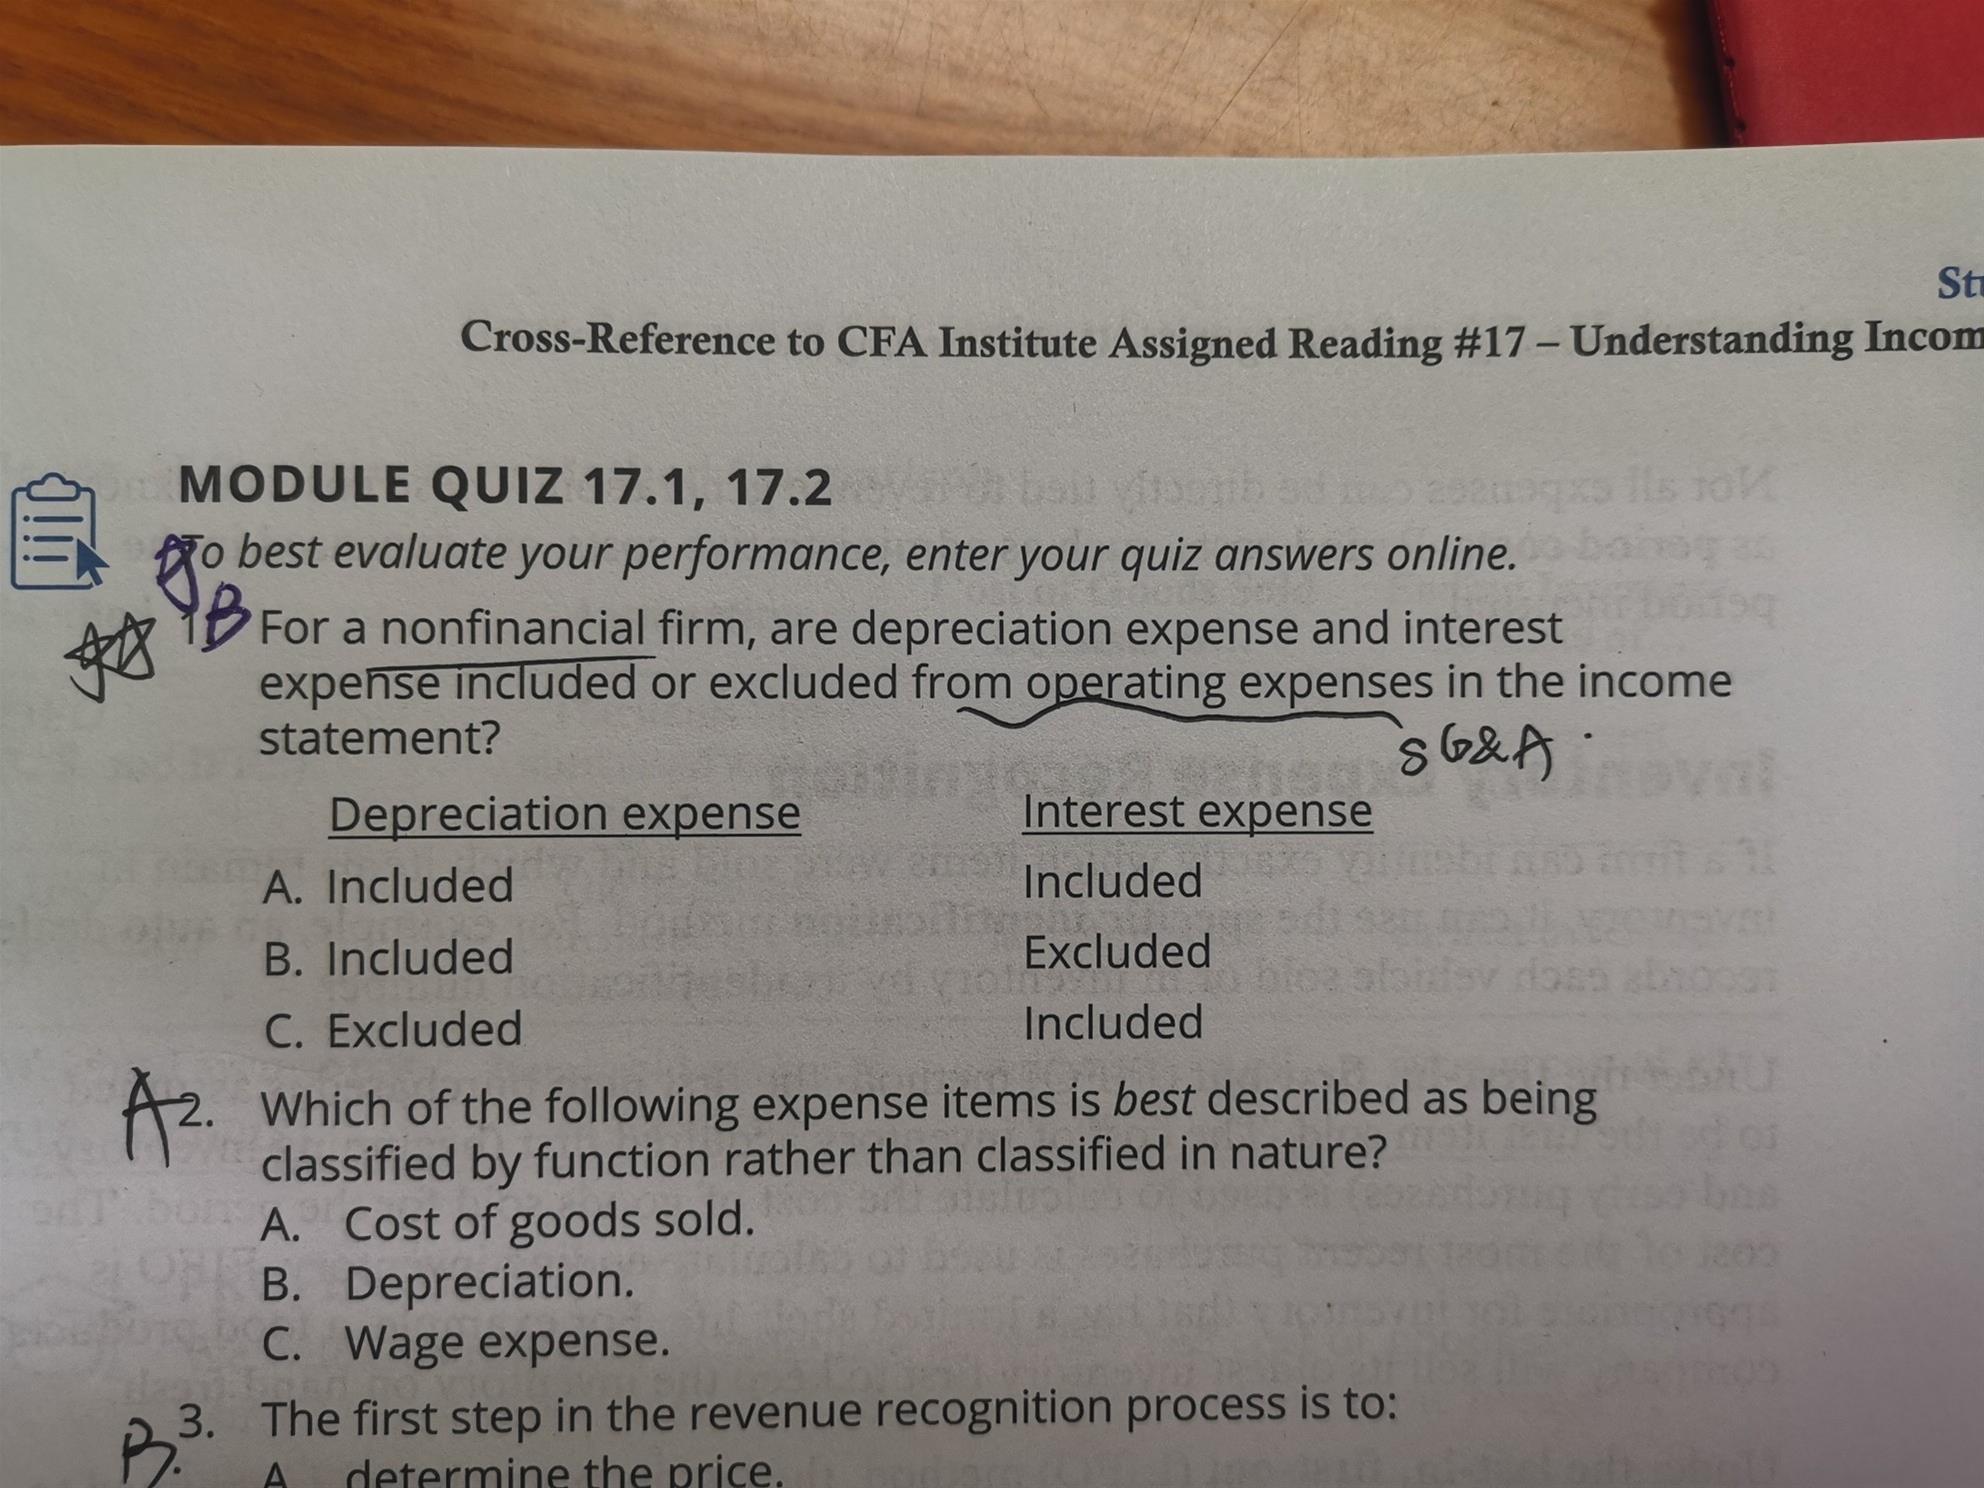 Stu
Cross-Reference to CFA Institute Assigned Reading #17 – Understanding Incom
MODULE QUIZ 17.1, 17.2
To best evaluate your performance, enter your quiz answers online.
B
1. For a nonfinancial firm, are depreciation expense and interest
expense included or excluded from operating expenses in the income
statement?
SG&A.
Depreciation expense Interest expense
A. Included Included
B. Included Excluded
C. Excluded Included
A
2. Which of the following expense items is best described as being
classified by function rather than classified in nature?
A. Cost of goods sold.
B. Depreciation.
C. Wage expense.
B.
3. The first step in the revenue recognition process is to:
A. determine the price.